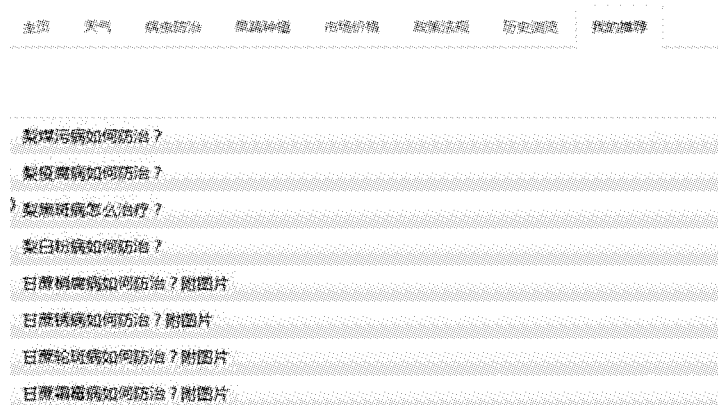 主页 天气 病虫防治 果蔬种植 市场价格 政策法规 历史浏览 我的推荐
梨煤污病如何防治？
梨疫腐病如何防治？
梨黑斑病怎么治疗？
梨白粉病如何防治？
甘蔗梢腐病如何防治？附图片
甘蔗锈病如何防治？附图片
甘蔗轮斑病如何防治？附图片
甘蔗霜霉病如何防治？附图片